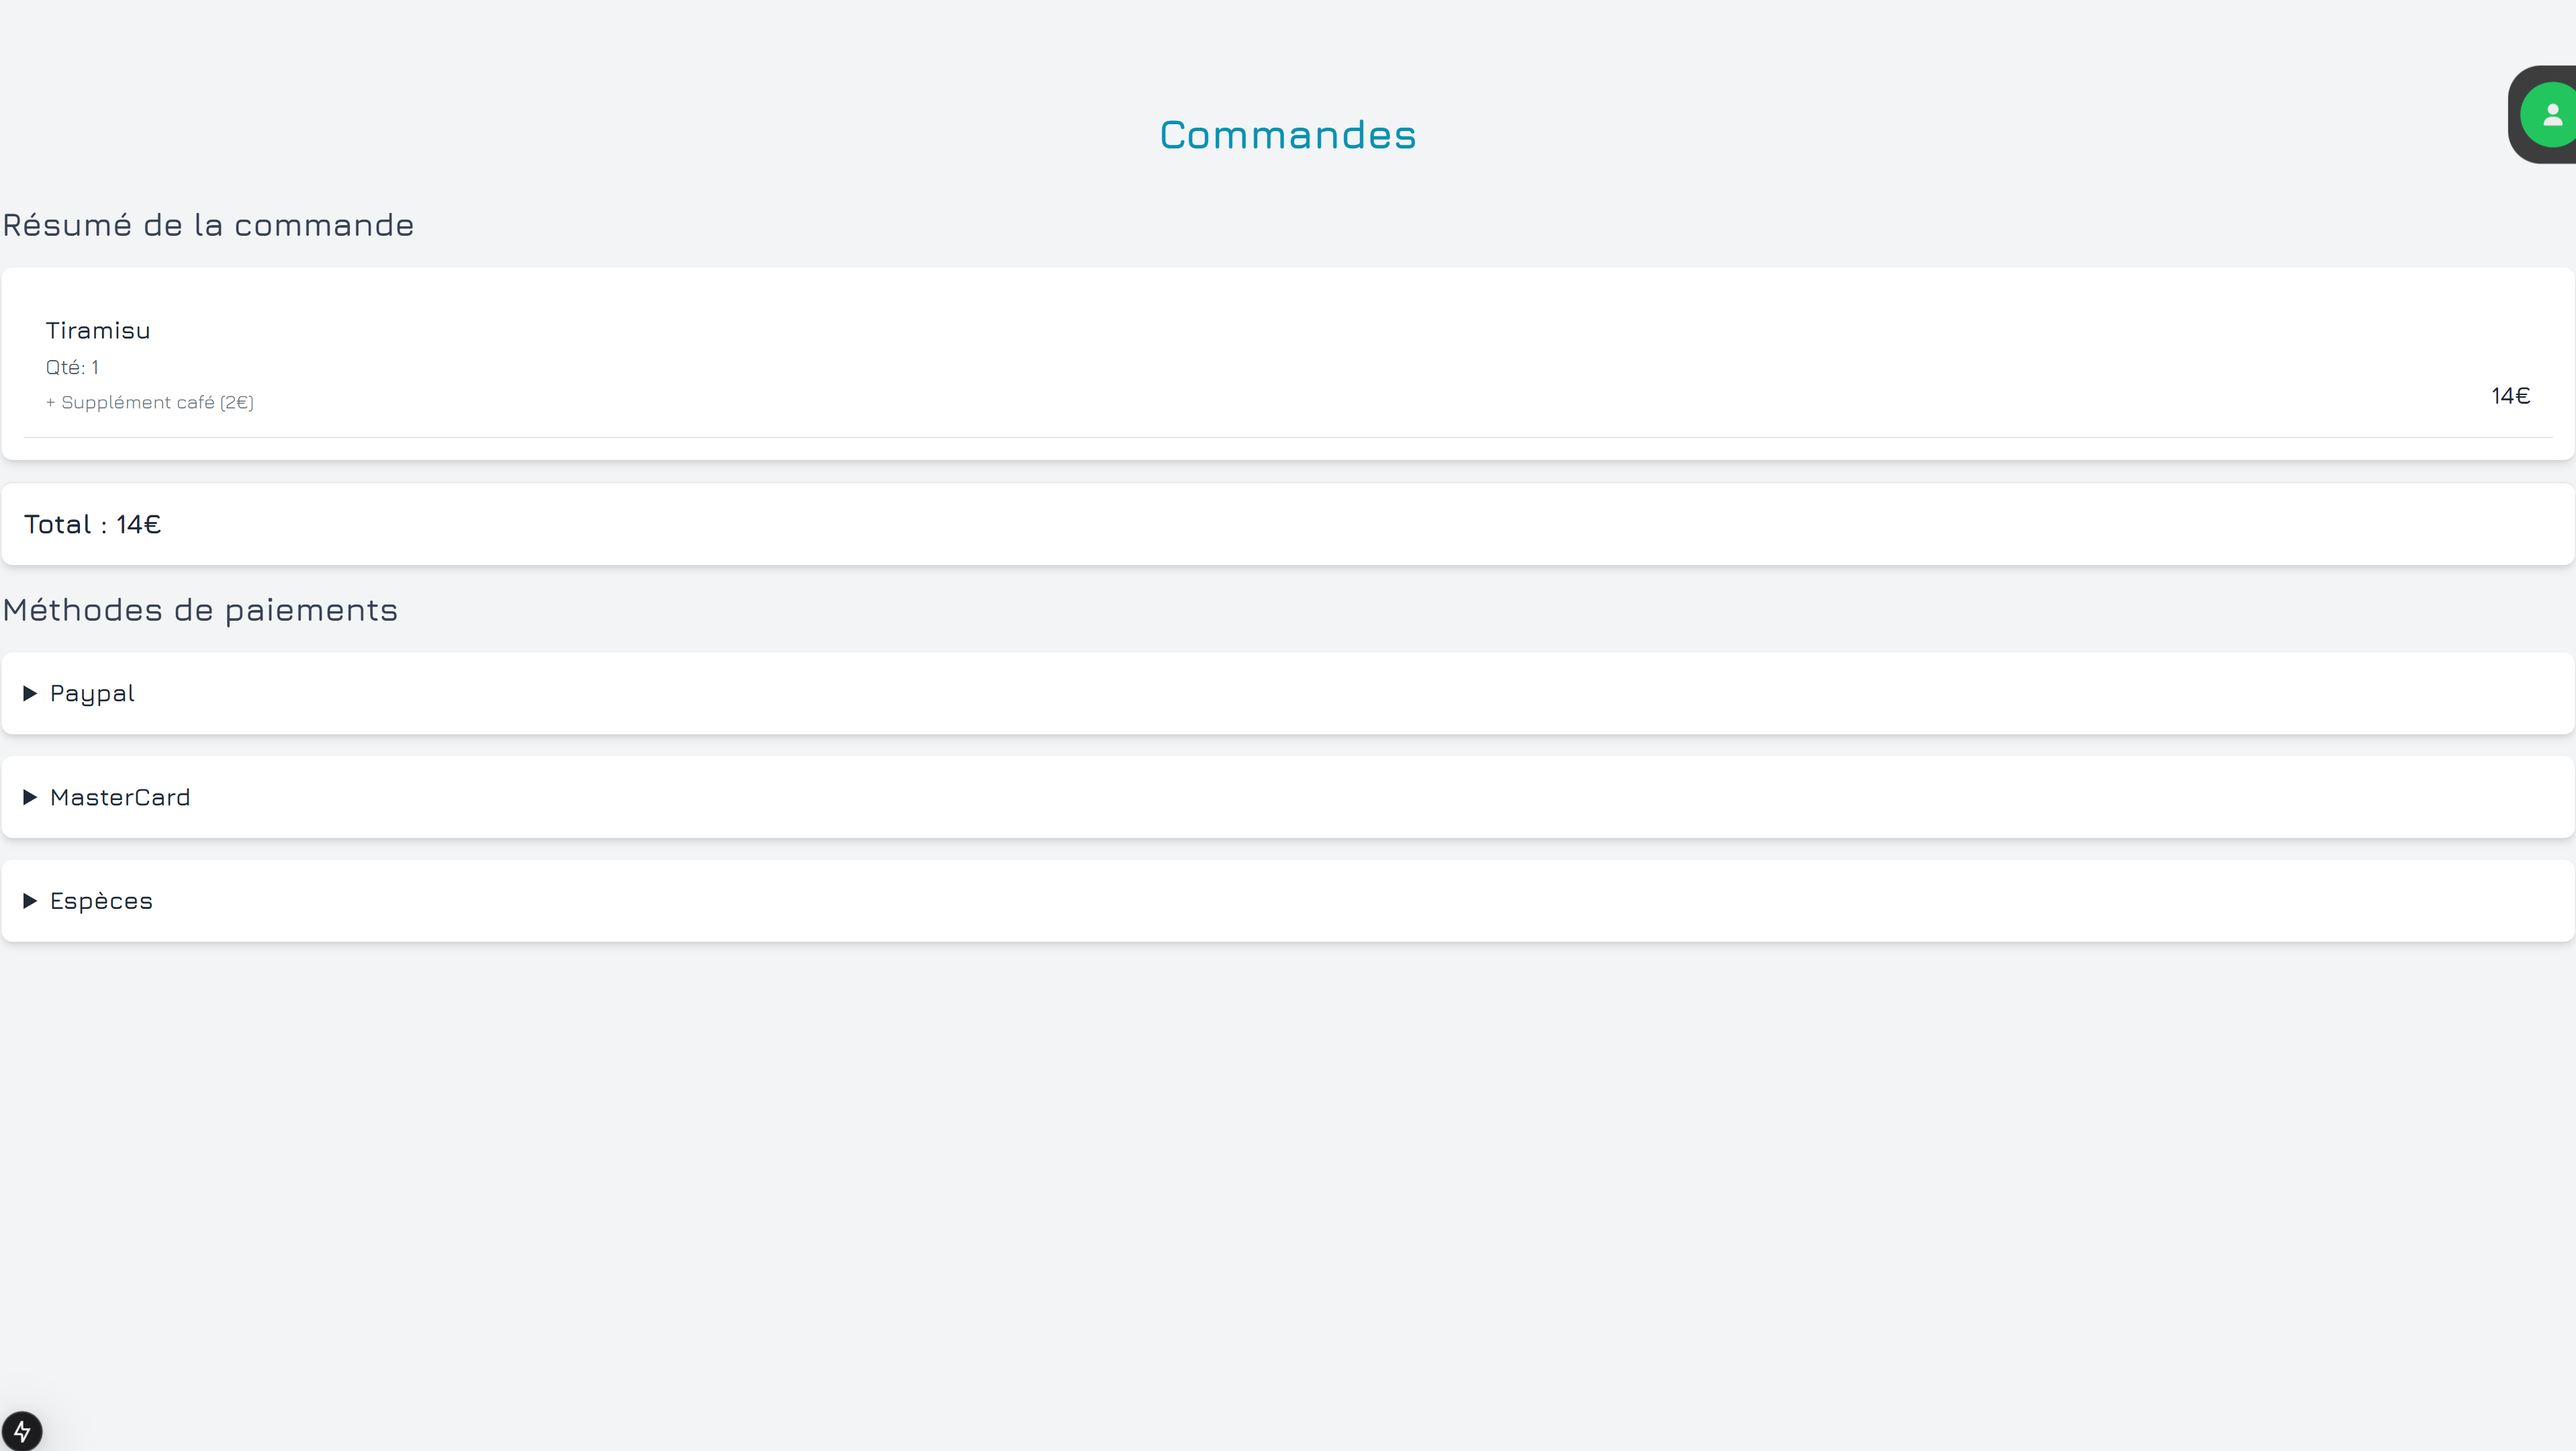 Commandes
Résumé de la commande
Tiramisu
Qté: 1
+ Supplément café (2€)
14€
Total : 14€
Méthodes de paiements
Paypal
MasterCard
Espèces